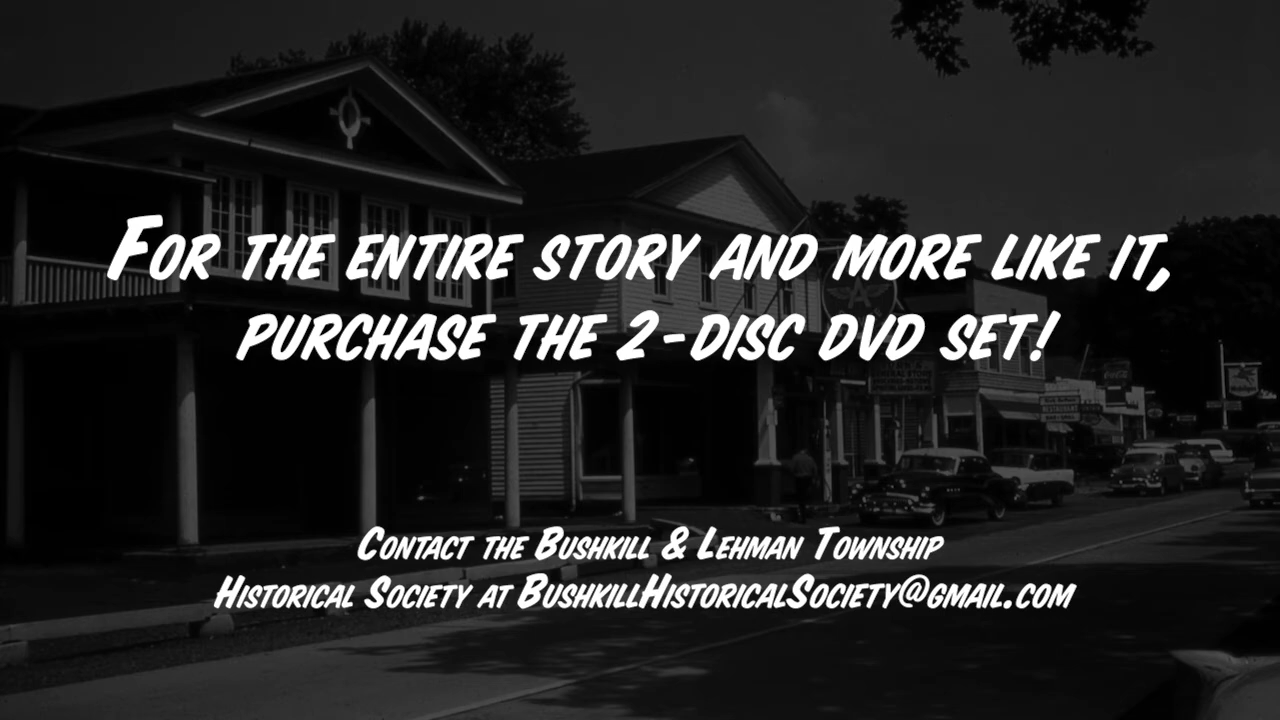 For the entire story and more like it,
purchase the 2-disc DVD set!
Contact the Bushkill & Lehman Township
Historical Society at BushkillHistoricalSociety@gmail.com